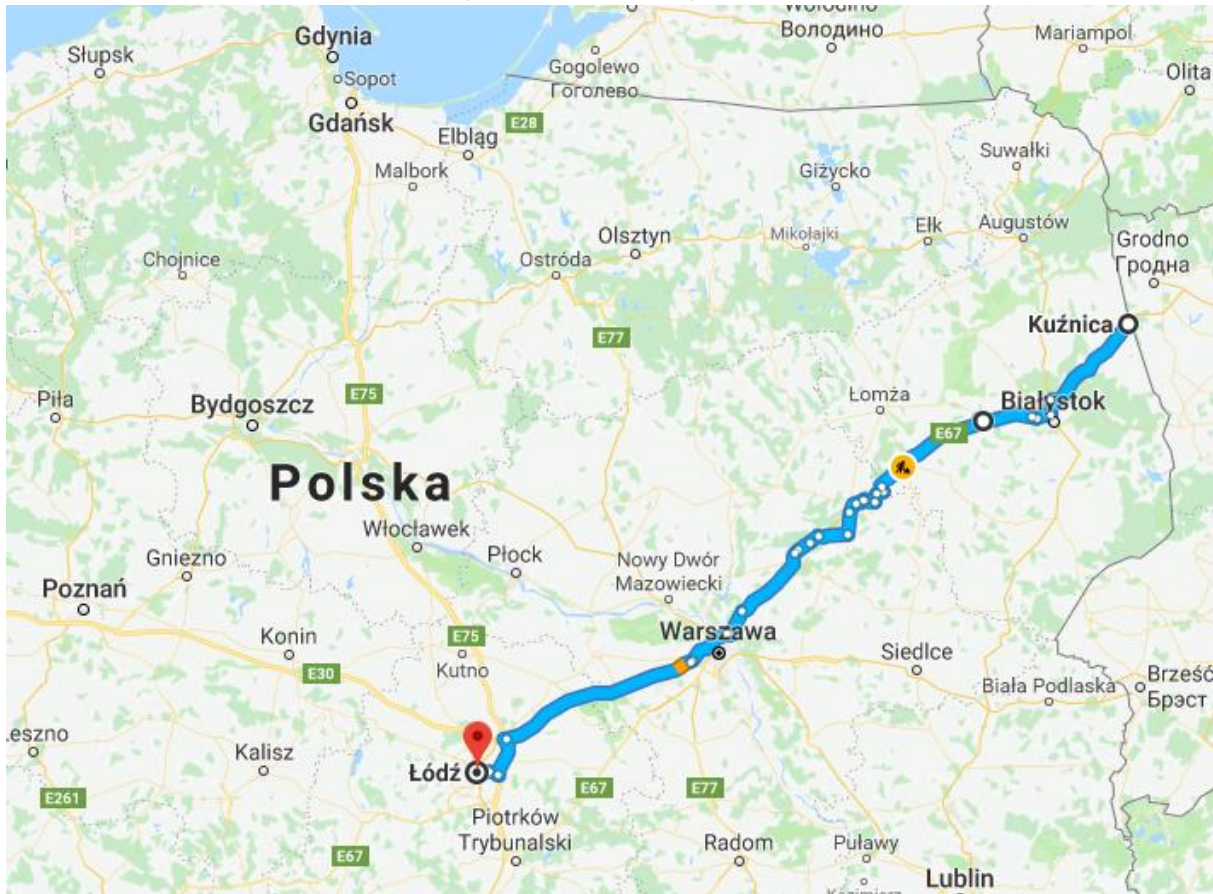 Володино
Słupsk
Gdynia
Sopot
Gdańsk
Gogolewo
Гоголево
Mariampol
Olita
E28
Elbląg
Malbork
Giżycko
Suwałki
Chojnice
Ostróda
Olsztyn
Mikołajki
Ełk
Augustów
Grodno
Гродна
Kuźnica
E77
Piła
Bydgoszcz
E75
Łomża
Białystok
E67
Polska
Włocławek
Gniezno
Płock
Nowy Dwór
Mazowiecki
Poznań
Konin
E75
Kutno
Warszawa
Siedlce
E30
Biała Podlaska
Brześć
Брэст
Kalisz
Łódź
E261
E67
E77
Piotrków
Trybunalski
E67
Radom
Puławy
Lublin